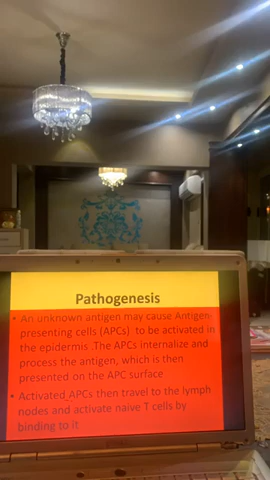 Pathogenesis
• An unknown antigen may cause Antigen-
presenting cells (APCs) to be activated in
the epidermis .The APCs internalize and
process the antigen, which is then
presented on the APC surface
• Activated APCs then travel to the lymph
nodes and activate naive T cells by
binding to it
DELL